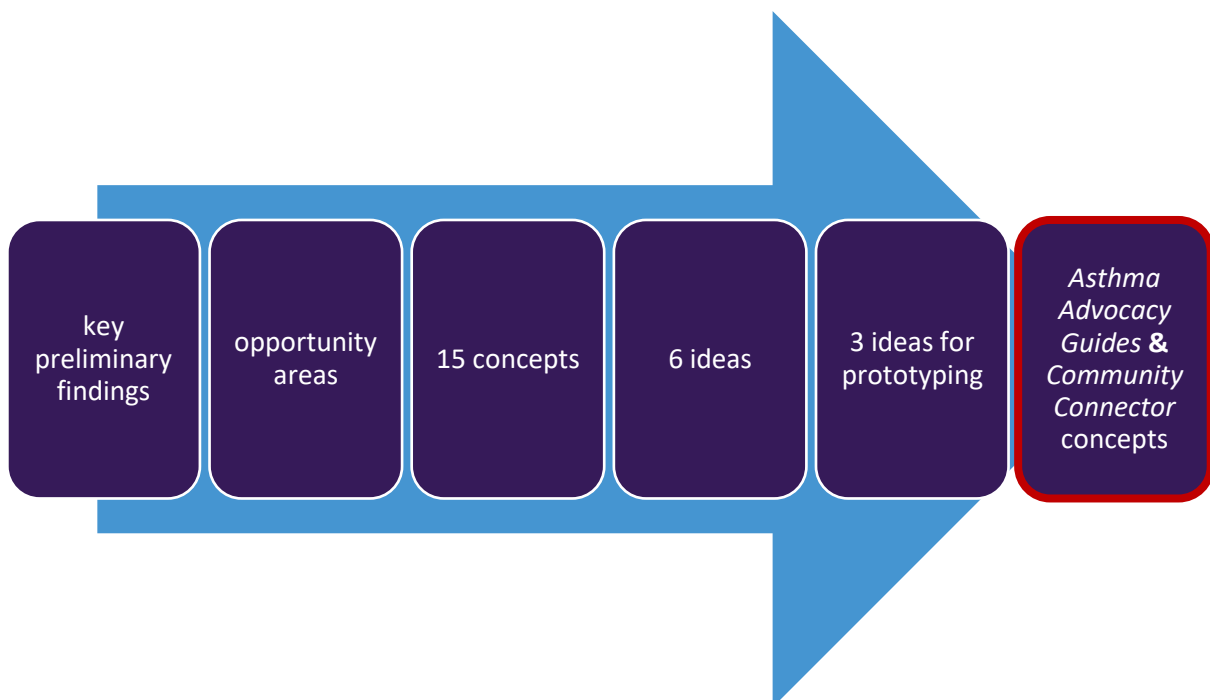 key
preliminary
findings
opportunity
areas
15 concepts
6 ideas
3 ideas for
prototyping
Asthma
Advocacy
Guides &
Community
Connector
concepts